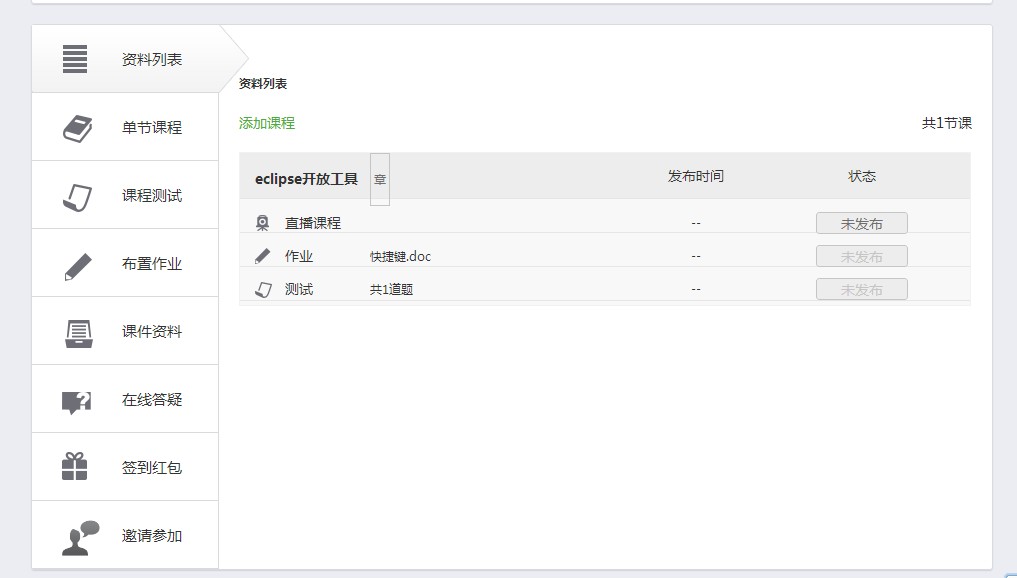 资料列表
单节课程
课程测试
布置作业
课件资料
在线答疑
签到红包
邀请参加
资料列表
添加课程 共1节课
eclipse开放工具 章 发布时间 状态
直播课程 -- 未发布
作业 快捷键.doc -- 未发布
测试 共1道题 -- 未发布